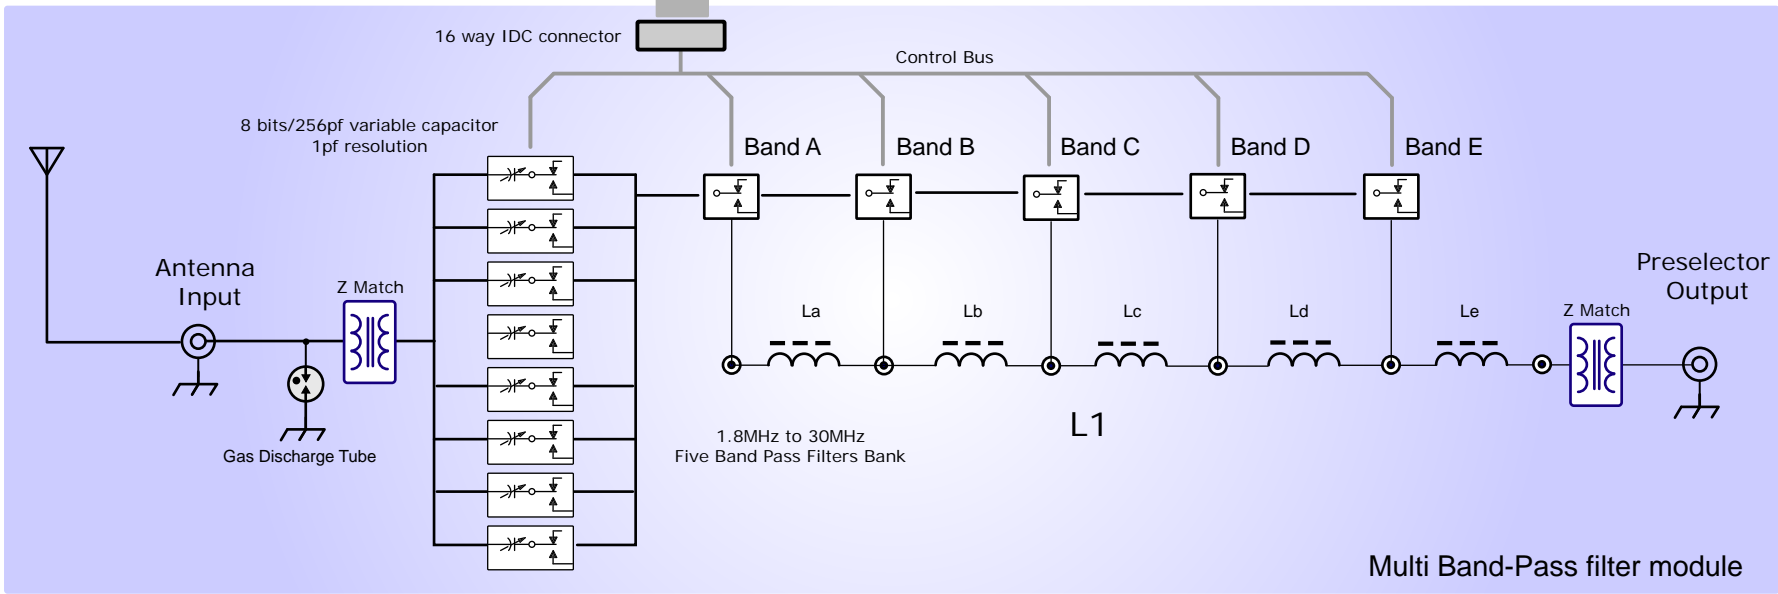 16 way IDC connector
Control Bus
8 bits/256pf variable capacitor
1pf resolution
Band A
Band B
Band C
Band D
Band E
Antenna
Input
Z Match
Preselector
Output
Z Match
La
Lb
Lc
Ld
Le
L1
1.8MHz to 30MHz
Five Band Pass Filters Bank
Gas Discharge Tube
Multi Band-Pass filter module